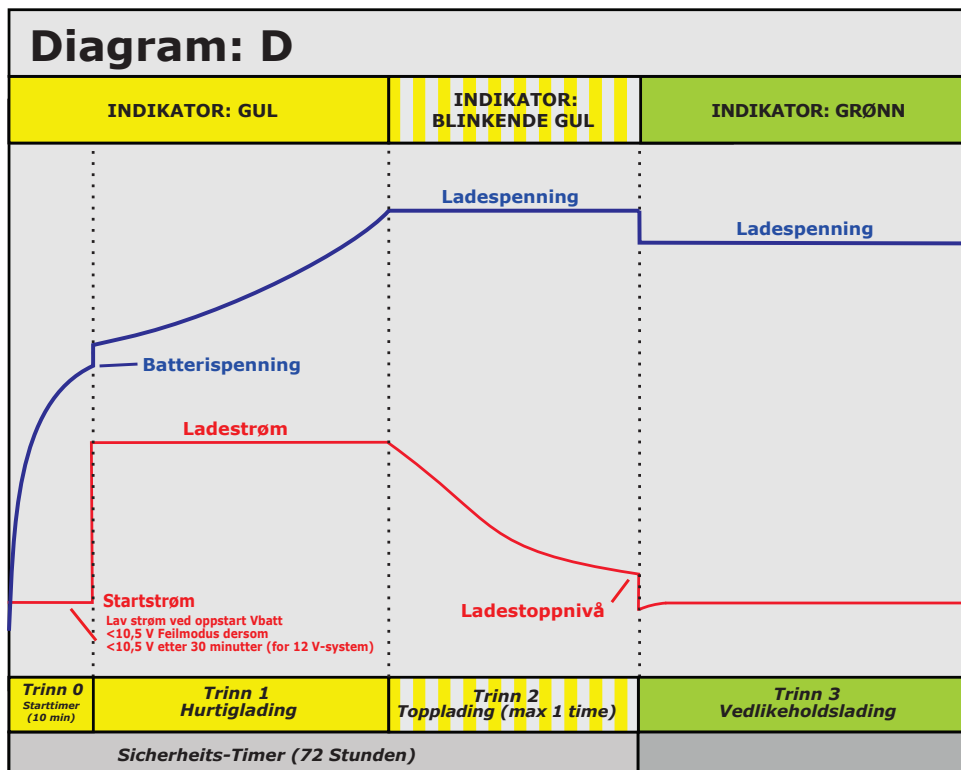 Diagram: D
INDIKATOR: GUL
INDIKATOR:
BLINKENDE GUL
INDIKATOR: GRØNN
Ladespenning
Ladespenning
Batterispenning
Ladestrøm
Startstrøm
Lav strøm ved oppstart Vbatt
<10,5 V Feilmodus dersom
<10,5 V etter 30 minutter (for 12 V-system)
Ladestoppnivå
Trinn 0
Starttimer
(10 min)
Trinn 1
Hurtiglading
Trinn 2
Topplading (max 1 time)
Trinn 3
Vedlikeholdslading
Sicherheits-Timer (72 Stunden)